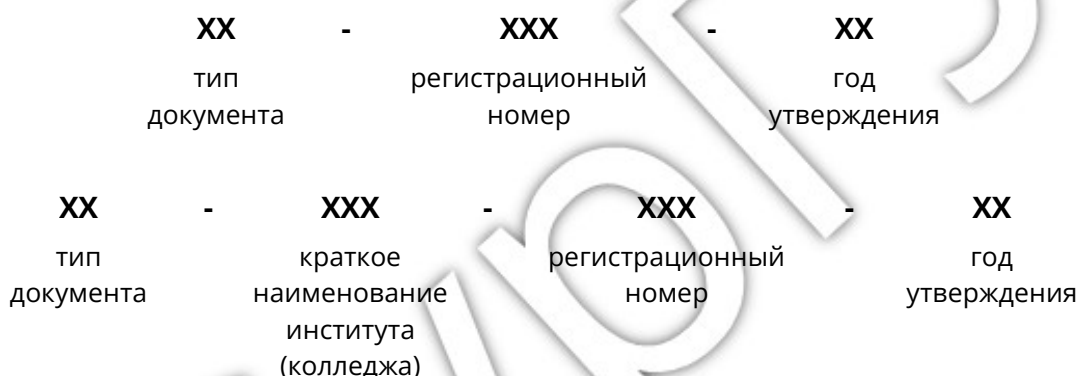 XX - XXX - XX
тип регистрационный год
документа номер утверждения
XX - XXX - XXX - XX
тип краткое регистрационный год
документа наименование номер утверждения
института
(колледжа)